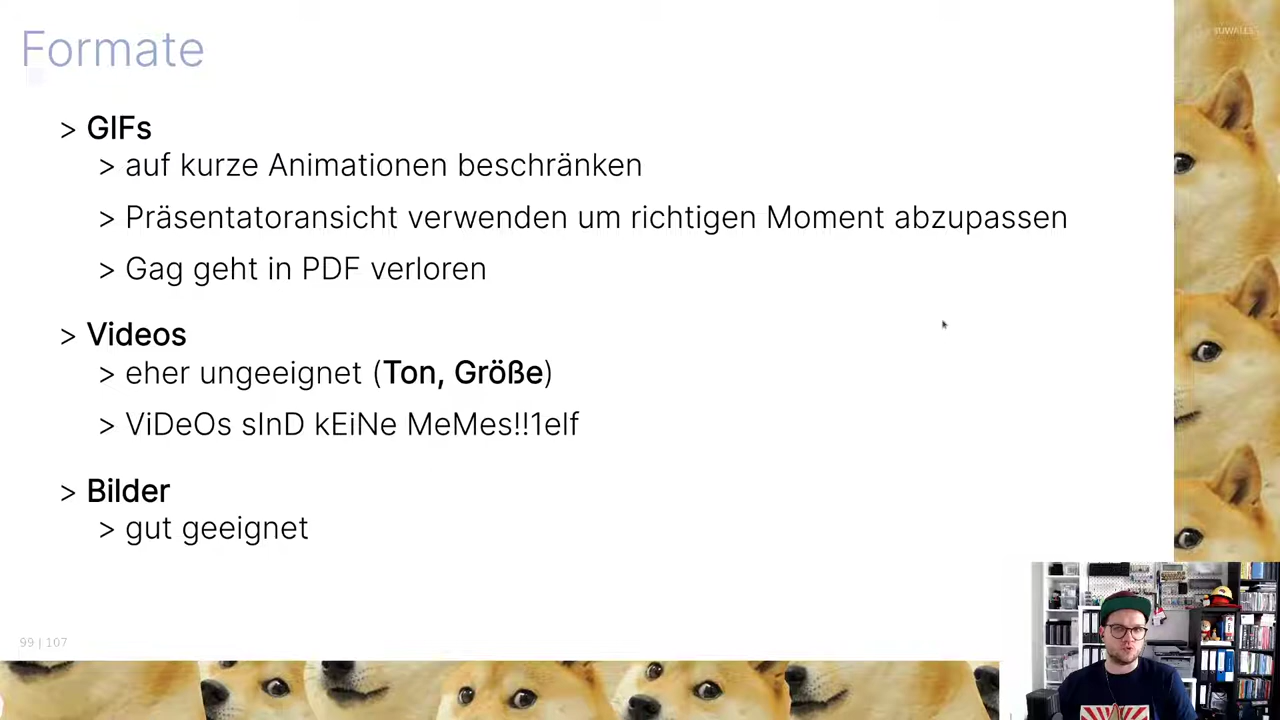 Formate
> GIFs
> auf kurze Animationen beschränken
> Präsentatoransicht verwenden um richtigen Moment abzupassen
> Gag geht in PDF verloren
> Videos
> eher ungeeignet (Ton, Größe)
> ViDeOs sInD kEiNe MeMes!!1elf
> Bilder
> gut geeignet
99 | 107